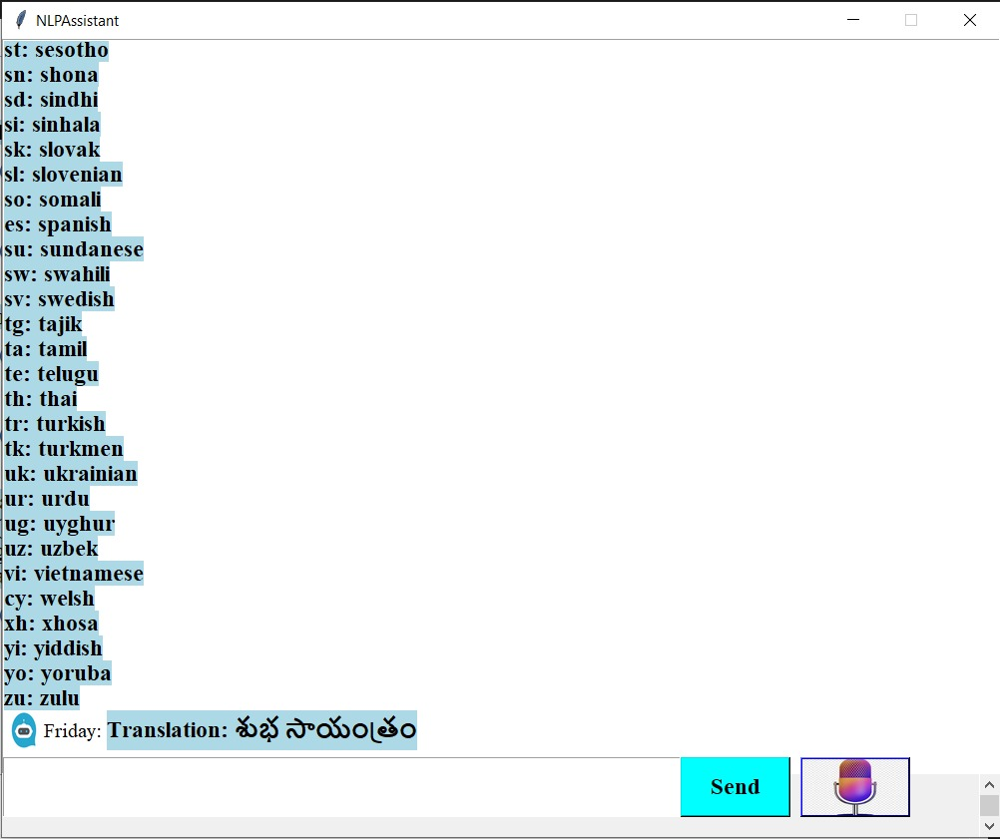 NLPAssistant
st: sesotho
sn: shona
sd: sindhi
si: sinhala
sk: slovak
sl: slovenian
so: somali
es: spanish
su: sundanese
sw: swahili
sv: swedish
tg: tajik
ta: tamil
te: telugu
th: thai
tr: turkish
tk: turkmen
uk: ukrainian
ur: urdu
ug: uyghur
uz: uzbek
vi: vietnamese
cy: welsh
xh: xhosa
yi: yiddish
yo: yoruba
zu: zulu
Friday: Translation: శుభ సాయంత్రం
Send